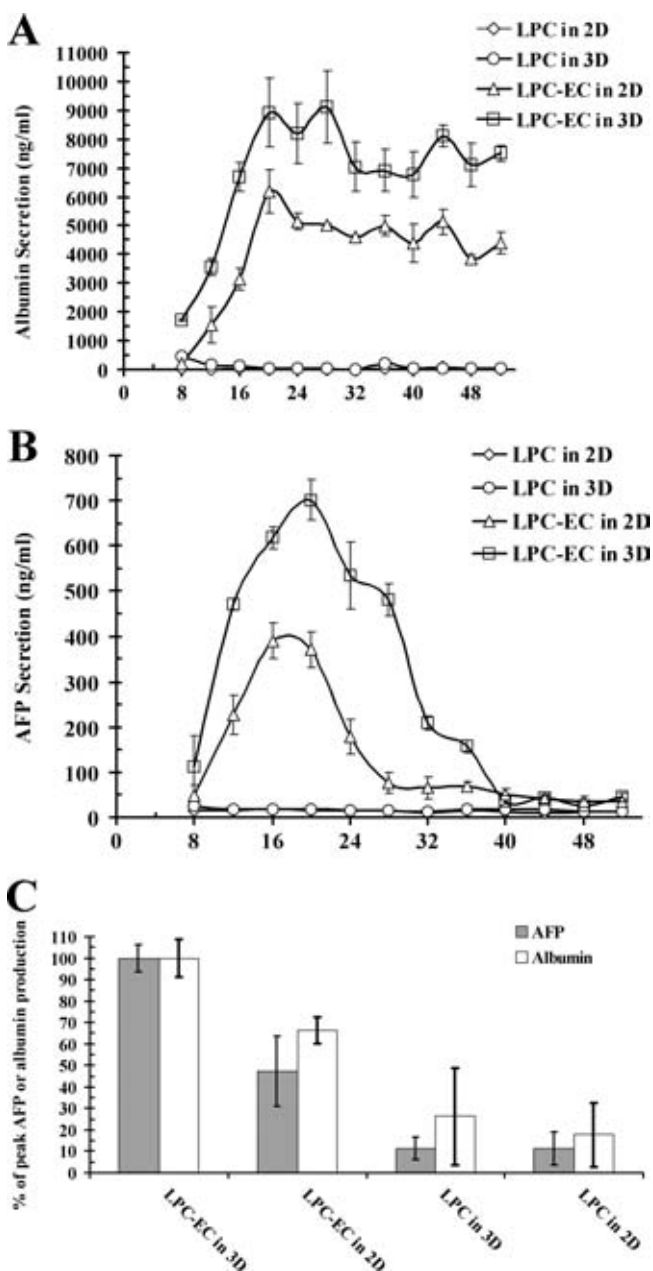 A
LPC in 2D
LPC in 3D
LPC-EC in 2D
LPC-EC in 3D
Albumin Secretion (ng/ml)
11000
10000
9000
8000
7000
6000
5000
4000
3000
2000
1000
0
0 8 16 24 32 40 48
B
LPC in 2D
LPC in 3D
LPC-EC in 2D
LPC-EC in 3D
AFP Secretion (ng/ml)
800
700
600
500
400
300
200
100
0
0 8 16 24 32 40 48
C
AFP
Albumin
% of peak AFP or albumin production
110
100
90
80
70
60
50
40
30
20
10
0
LPC-EC in 3D
LPC-EC in 2D
LPC in 3D
LPC in 2D